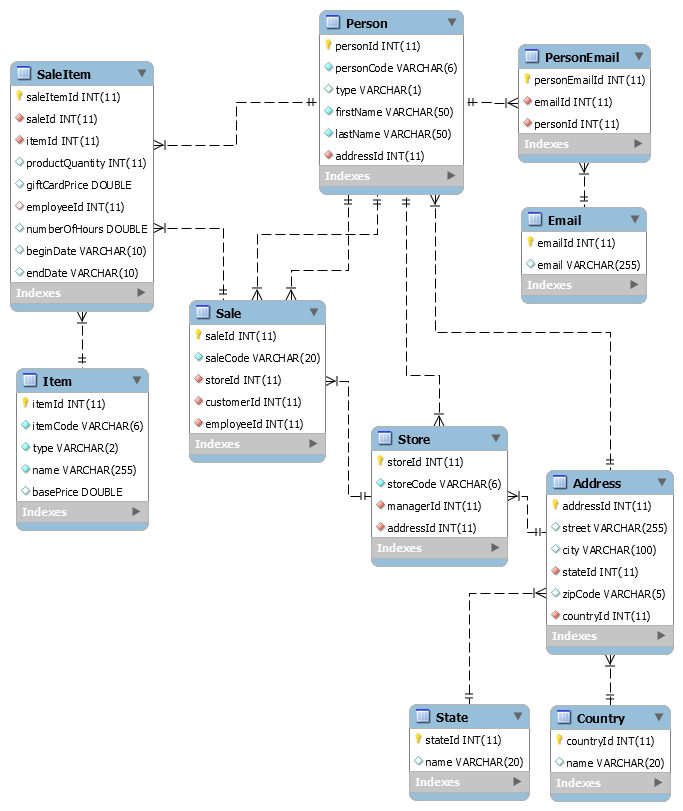 Person
personId INT(11)
personCode VARCHAR(6)
type VARCHAR(1)
firstName VARCHAR(50)
lastName VARCHAR(50)
addressId INT(11)
Indexes
PersonEmail
personEmailId INT(11)
emailId INT(11)
personId INT(11)
Indexes
SaleItem
saleItemId INT(11)
saleId INT(11)
itemId INT(11)
productQuantity INT(11)
giftCardPrice DOUBLE
employeeId INT(11)
numberOfHours DOUBLE
beginDate VARCHAR(10)
endDate VARCHAR(10)
Indexes
Email
emailId INT(11)
email VARCHAR(255)
Indexes
Sale
saleId INT(11)
saleCode VARCHAR(20)
storeId INT(11)
customerId INT(11)
employeeId INT(11)
Indexes
Item
itemId INT(11)
itemCode VARCHAR(6)
type VARCHAR(2)
name VARCHAR(255)
basePrice DOUBLE
Indexes
Store
storeId INT(11)
storeCode VARCHAR(6)
managerId INT(11)
addressId INT(11)
Indexes
Address
addressId INT(11)
street VARCHAR(255)
city VARCHAR(100)
stateId INT(11)
zipCode VARCHAR(5)
countryId INT(11)
Indexes
State
stateId INT(11)
name VARCHAR(20)
Indexes
Country
countryId INT(11)
name VARCHAR(20)
Indexes